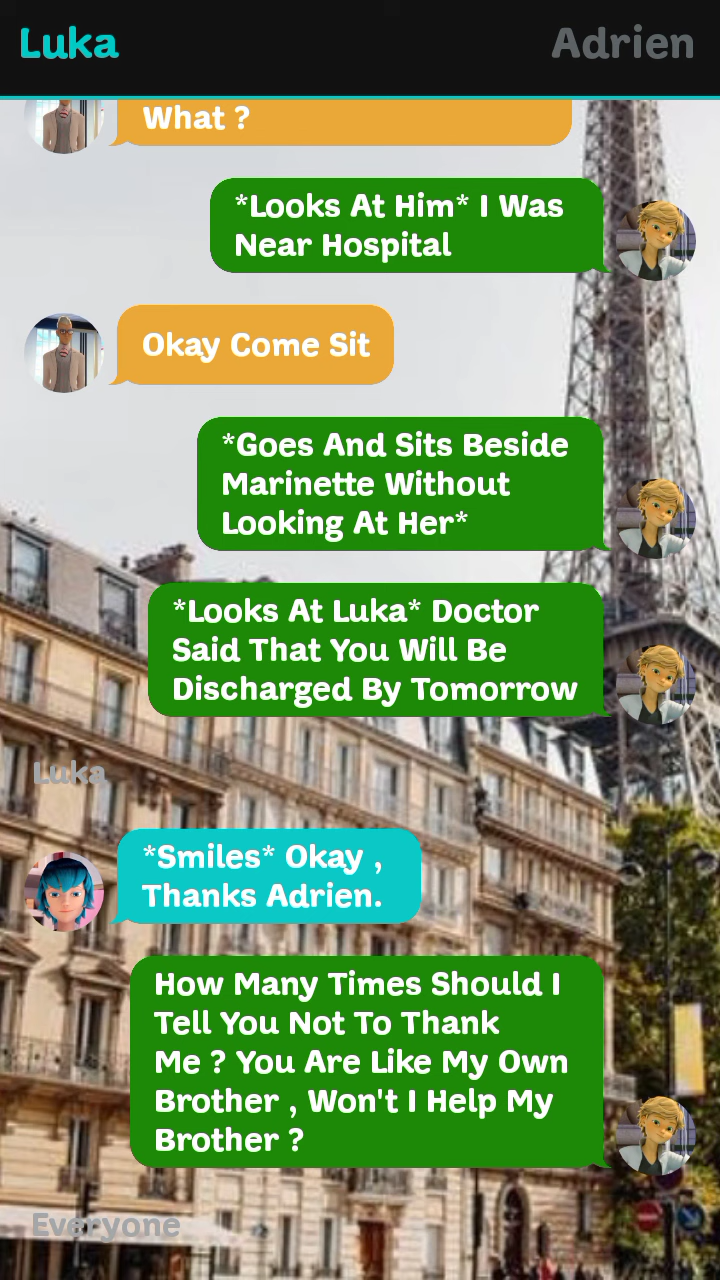 Luka
Adrien
What ?
*Looks At Him* I Was
Near Hospital
Okay Come Sit
*Goes And Sits Beside
Marinette Without
Looking At Her*
*Looks At Luka* Doctor
Said That You Will Be
Discharged By Tomorrow
Luka
*Smiles* Okay ,
Thanks Adrien.
How Many Times Should I
Tell You Not To Thank
Me ? You Are Like My Own
Brother , Won't I Help My
Brother ?
Everyone